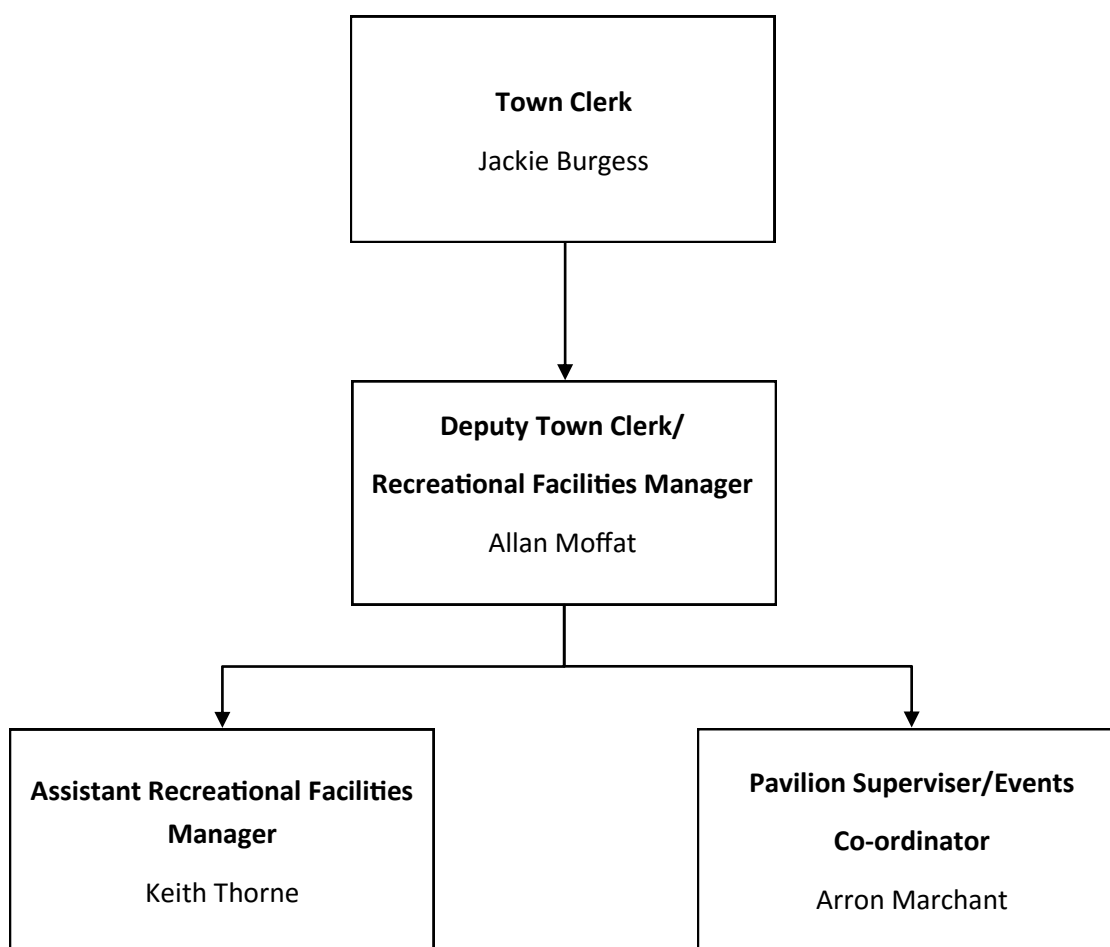 Town Clerk
Jackie Burgess
Deputy Town Clerk/
Recreational Facilities Manager
Allan Moffat
Assistant Recreational Facilities
Manager
Keith Thorne
Pavilion Superviser/Events
Co-ordinator
Arron Marchant